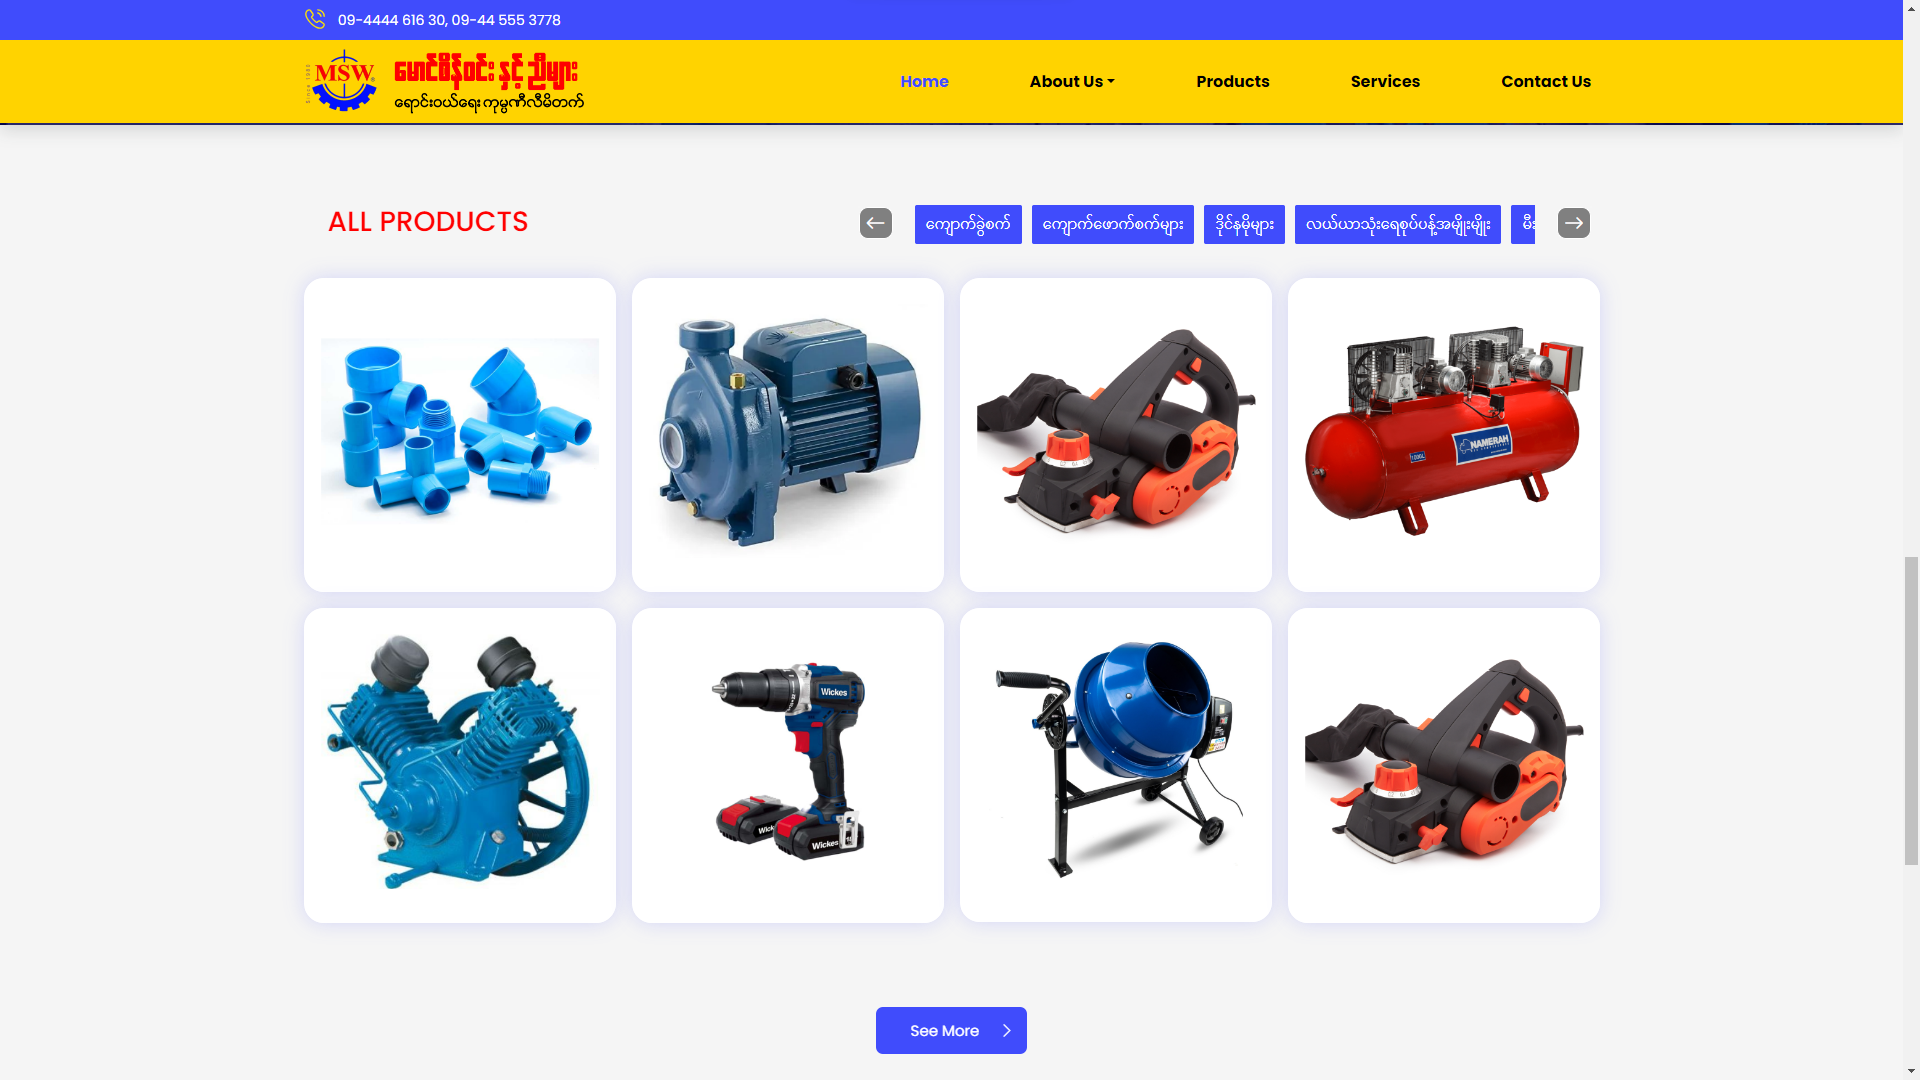 09-4444 616 30, 09-44 555 3778
Since 1983
MSW
®
မောင်စိန်ဝင်း နှင့် ညီများ
ရောင်းဝယ်ရေး ကုမ္ပဏီလီမိတက်
Home
About Us
Products
Services
Contact Us
ALL PRODUCTS
ကျောက်ခွဲစက်
ကျောက်ဖောက်စက်များ
ဒိုင်နမိုများ
လယ်ယာသုံးရေစုပ်ပန့်အမျိုးမျိုး
NAMERAH
Wickes
Wickes
See More